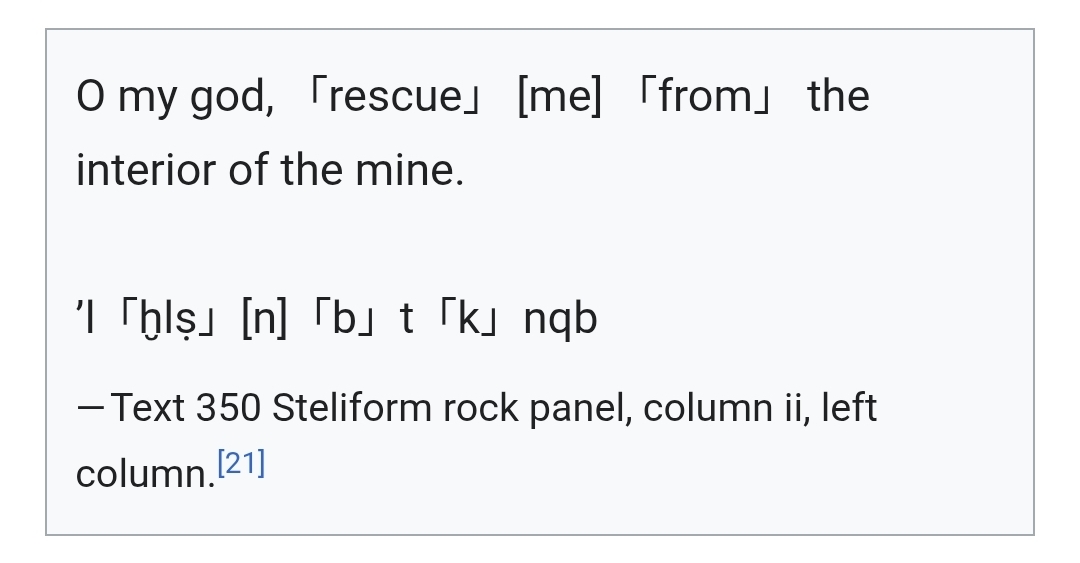 O my god, 「rescue」 [me] 「from」 the
interior of the mine.
ʼl「ḫlṣ」[n]「b」t「k」nqb
— Text 350 Steliform rock panel, column ii, left
column.[21]